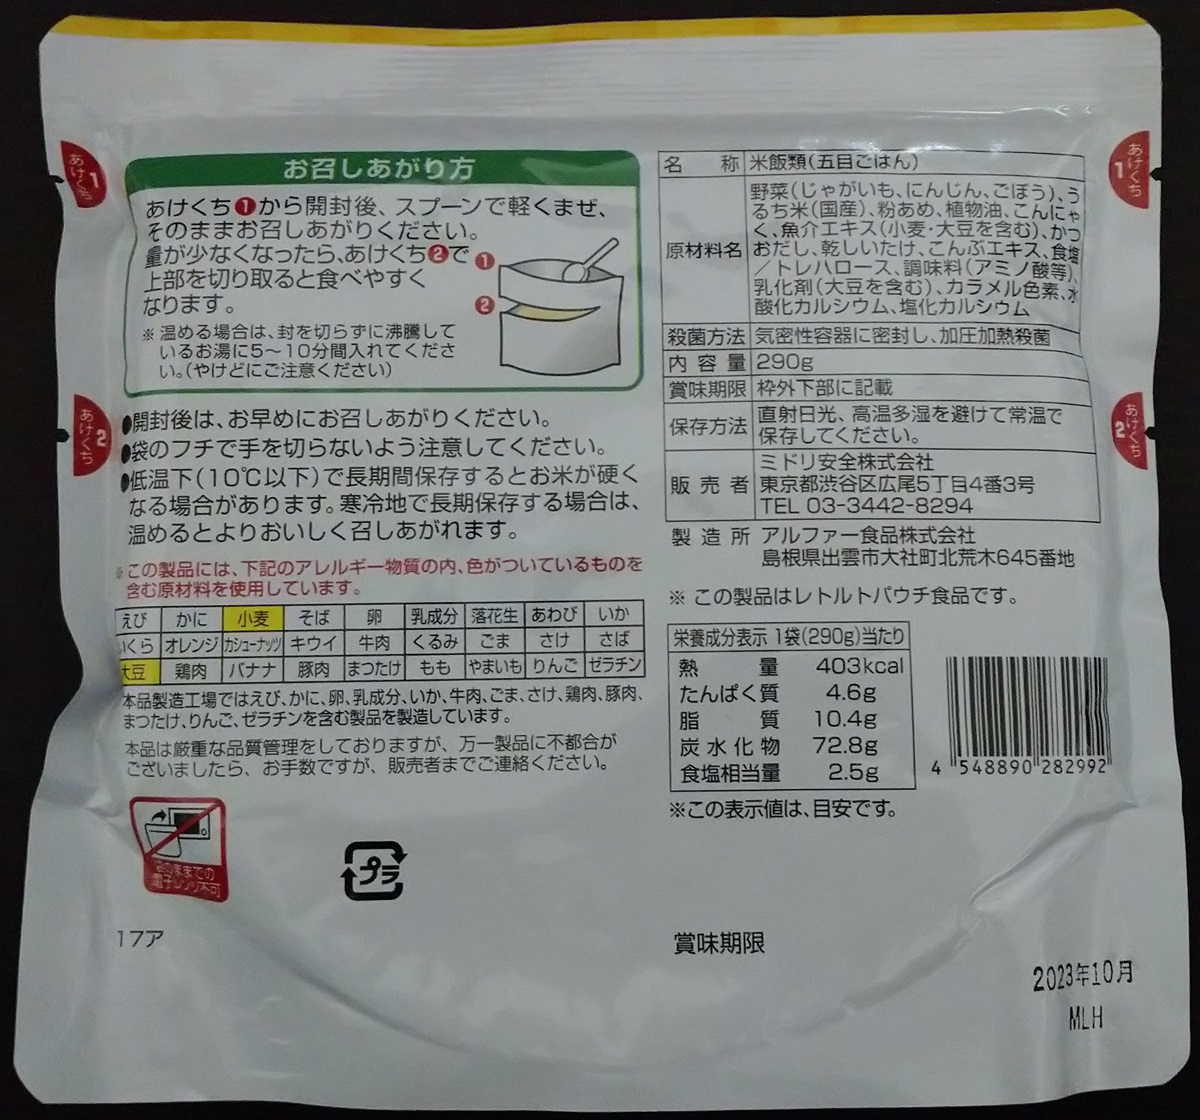 あけくち1
あけくち1
お召しあがり方
あけくち❶から開封後、スプーンで軽くまぜ、
そのままお召しあがりください。
量が少なくなったら、あけくち❷で
上部を切り取ると食べやすく
なります。
❶
❷
※温める場合は、封を切らずに沸騰して
いるお湯に5〜10分間入れてくださ
い。(やけどにご注意ください)
あけくち2
あけくち2
●開封後は、お早めにお召しあがりください。
●袋のフチで手を切らないよう注意してください。
●低温下(10℃以下)で長期間保存するとお米が硬く
なる場合があります。寒冷地で長期保存する場合は、
温めるとよりおいしく召しあがれます。
※この製品には、下記のアレルギー物質の内、色がついているものを
含む原材料を使用しています。
えび かに 小麦 そば 卵 乳成分 落花生 あわび いか
いくら オレンジ カシューナッツ キウイ 牛肉 くるみ ごま さけ さば
大豆 鶏肉 バナナ 豚肉 まつたけ もも やまいも りんご ゼラチン
本品製造工場ではえび、かに、卵、乳成分、いか、牛肉、ごま、さけ、鶏肉、豚肉、
まつたけ、りんご、ゼラチンを含む製品を製造しています。
本品は厳重な品質管理をしておりますが、万一製品に不都合が
ございましたら、お手数ですが、販売者までご連絡ください。
袋のままでの
電子レンジ不可
プラ
17ア
名称 米飯類(五目ごはん)
原材料名 野菜(じゃがいも、にんじん、ごぼう)、う
るち米(国産)、粉あめ、植物油、こんにゃ
く、魚介エキス(小麦・大豆を含む)、かつ
おだし、乾しいたけ、こんぶエキス、食塩
／トレハロース、調味料(アミノ酸等)、
乳化剤(大豆を含む)、カラメル色素、水
酸化カルシウム、塩化カルシウム
殺菌方法 気密性容器に密封し、加圧加熱殺菌
内容量 290g
賞味期限 枠外下部に記載
保存方法 直射日光、高温多湿を避けて常温で
保存してください。
販売者 ミドリ安全株式会社
東京都渋谷区広尾5丁目4番3号
TEL 03-3442-8294
製造所 アルファー食品株式会社
島根県出雲市大社町北荒木645番地
※この製品はレトルトパウチ食品です。
栄養成分表示 1袋(290g)当たり
熱量 403kcal
たんぱく質 4.6g
脂質 10.4g
炭水化物 72.8g
食塩相当量 2.5g
※この表示値は、目安です。
4 548890 282992
賞味期限
2023年10月
MLH